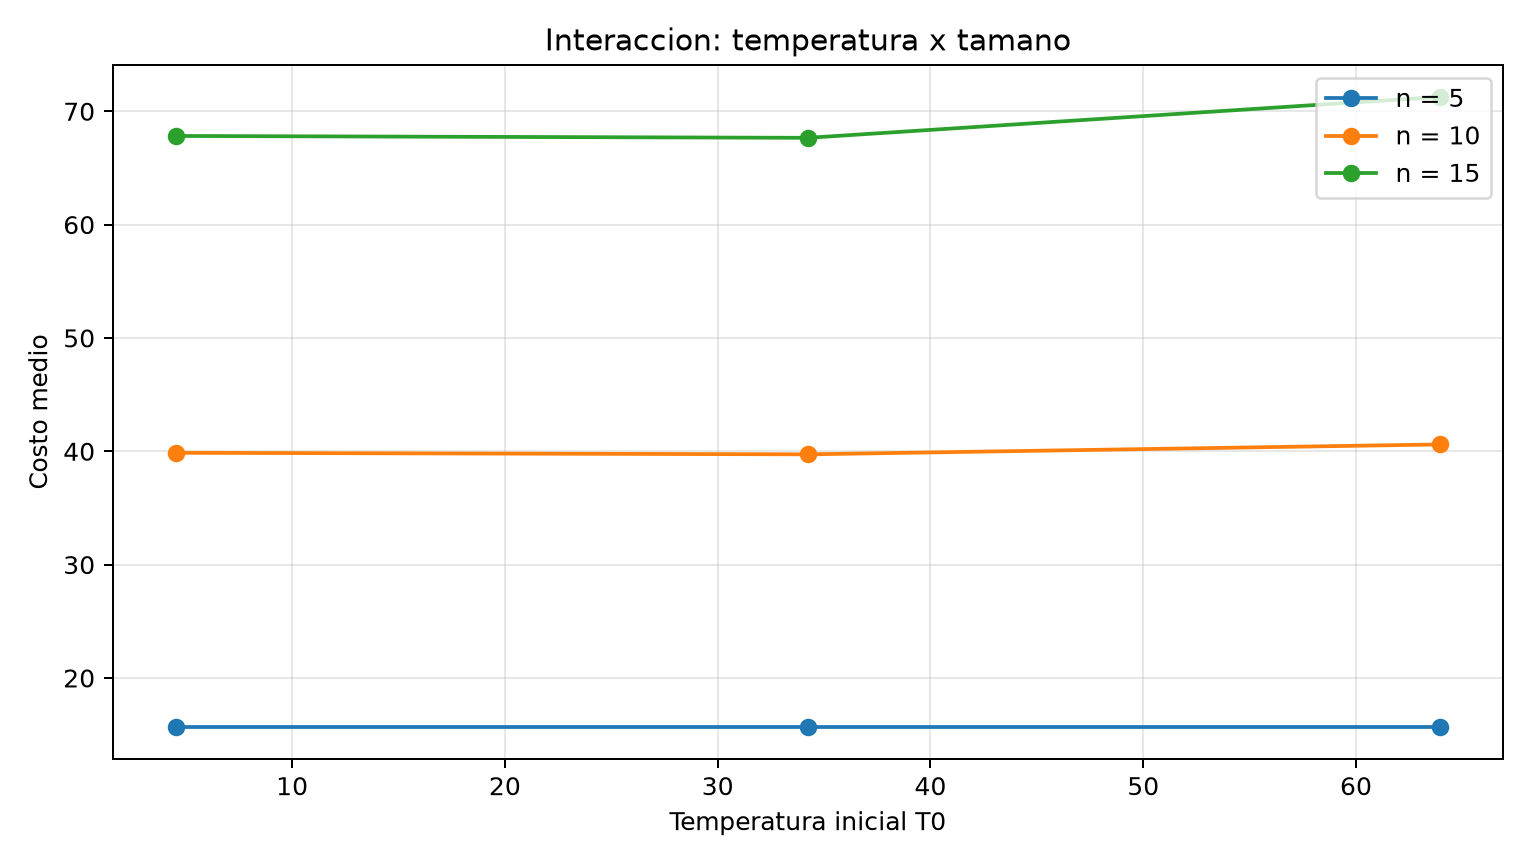 Interaccion: temperatura x tamano
n = 5
n = 10
n = 15
70
60
50
40
30
20
Costo medio
10 20 30 40 50 60
Temperatura inicial T0